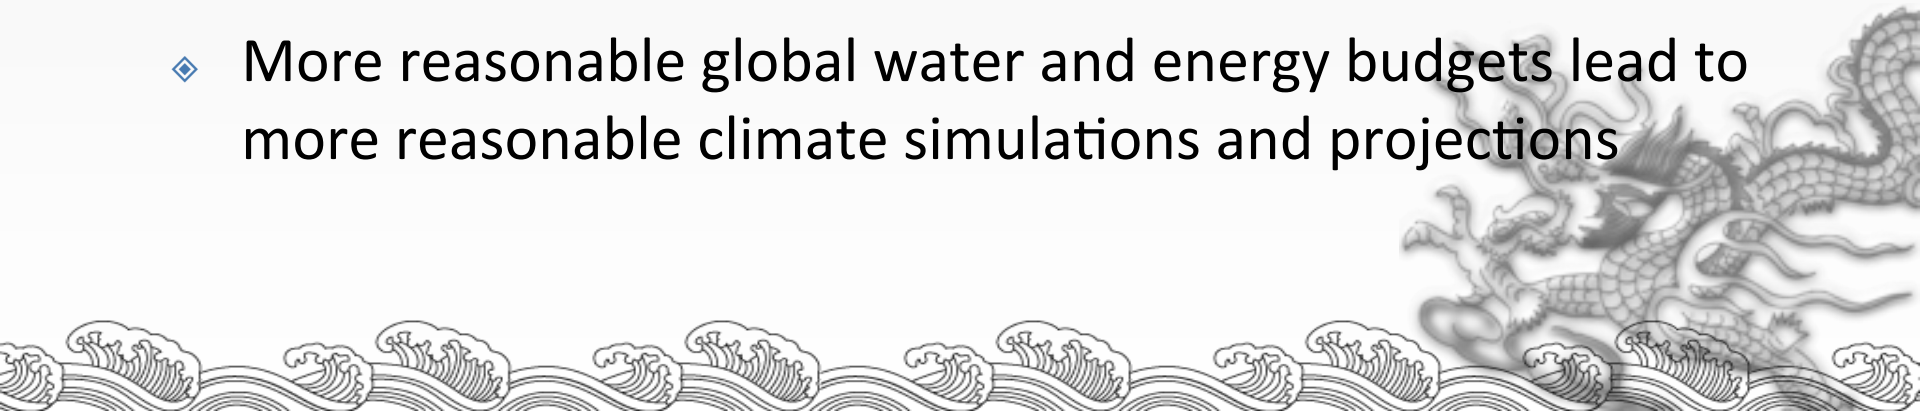 More reasonable global water and energy budgets lead to
more reasonable climate simulations and projections